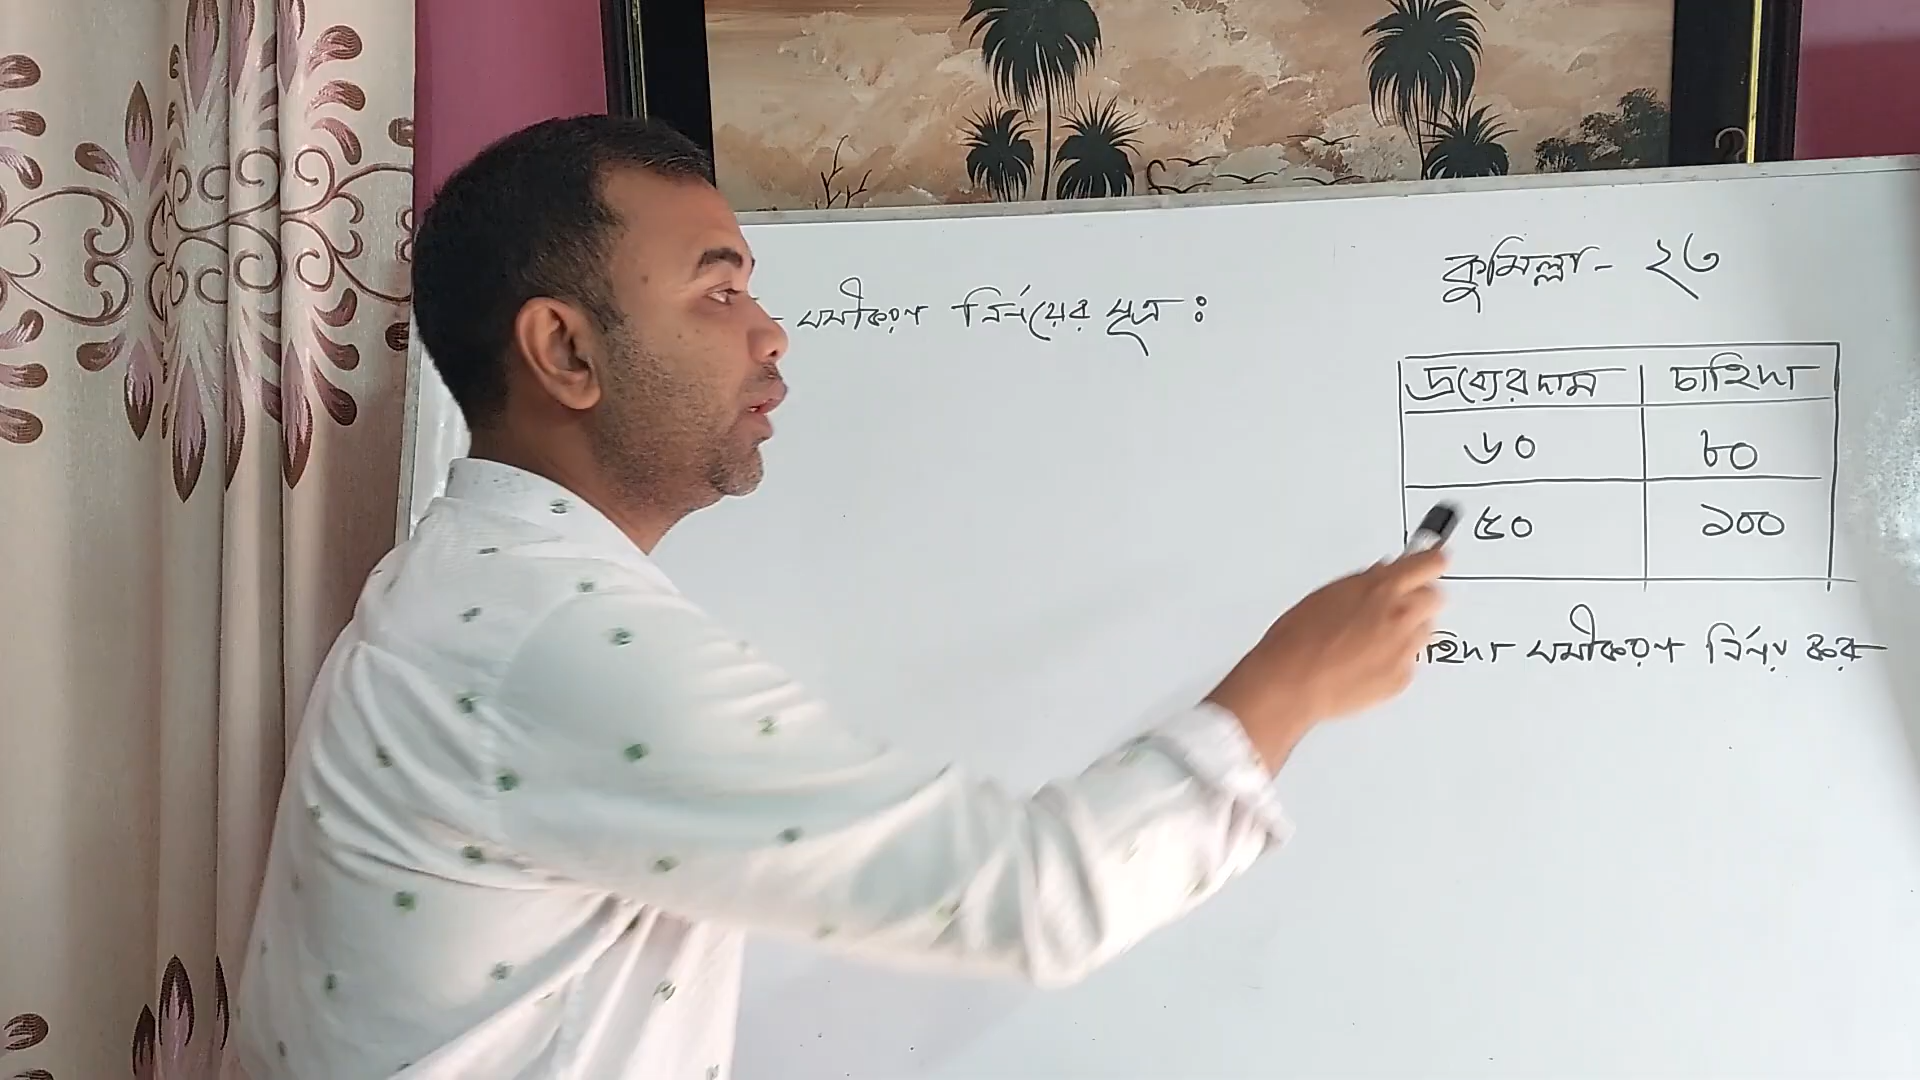 - সমীকরণ নির্ণয়ের সূত্র :
কুমিল্লা - ২৩
দ্রব্যের দাম চাহিদা
৬০ ৮০
৫০ ১০০
চাহিদা সমীকরণ নির্ণয় কর